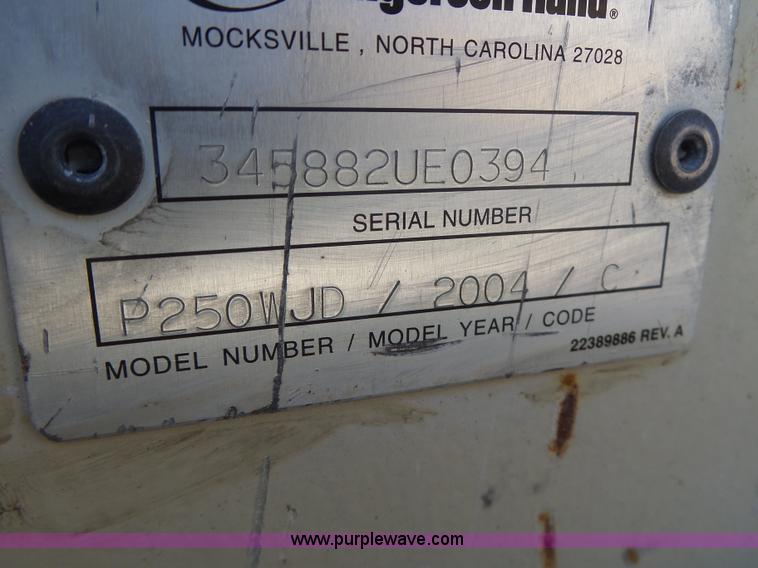 MOCKSVILLE , NORTH CAROLINA 27028
345882UE0394
SERIAL NUMBER
P250WJD / 2004 / C
MODEL NUMBER / MODEL YEAR / CODE
22389886 REV. A
www.purplewave.com